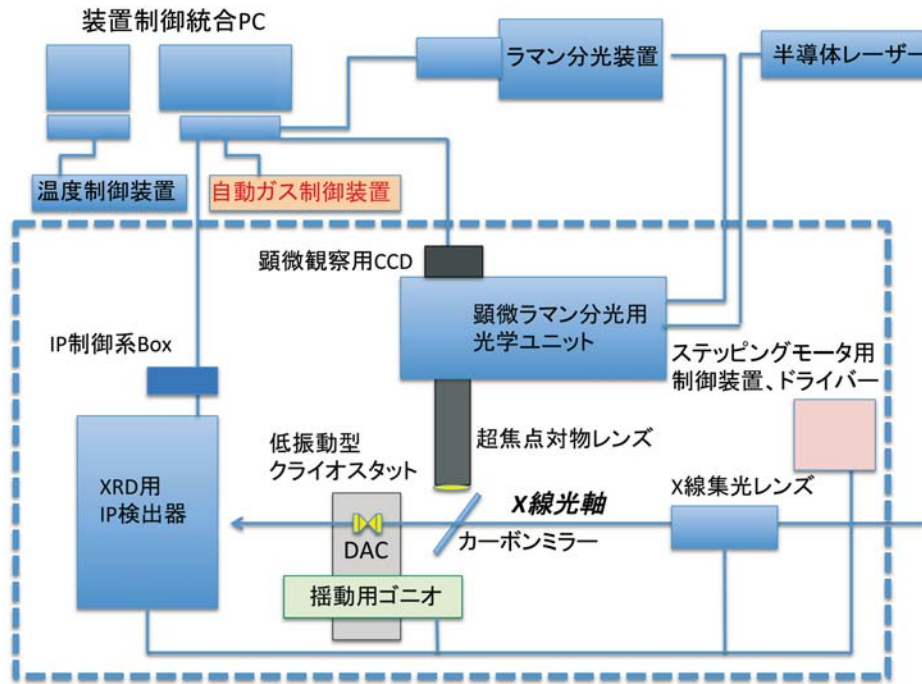 装置制御統合PC
ラマン分光装置
半導体レーザー
温度制御装置
自動ガス制御装置
顕微観察用CCD
顕微ラマン分光用
光学ユニット
IP制御系Box
ステッピングモータ用
制御装置、ドライバー
低振動型
クライオスタット
超焦点対物レンズ
XRD用
IP検出器
X線光軸
X線集光レンズ
DAC
カーボンミラー
揺動用ゴニオ